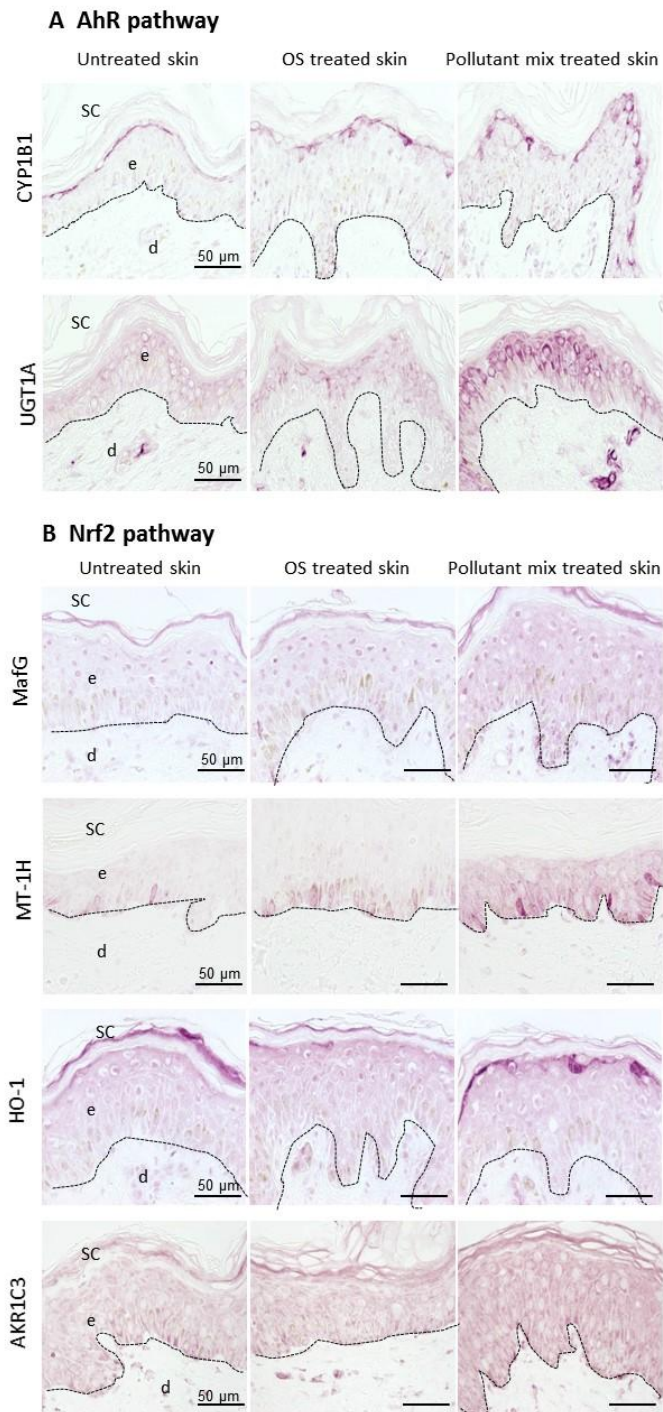 A AhR pathway
Untreated skin OS treated skin Pollutant mix treated skin
CYP1B1
SC
e
d
50 µm
UGT1A
SC
e
d
50 µm
B Nrf2 pathway
Untreated skin OS treated skin Pollutant mix treated skin
MafG
SC
e
d
50 µm
MT-1H
SC
e
d
50 µm
HO-1
SC
e
d
50 µm
AKR1C3
SC
e
d
50 µm